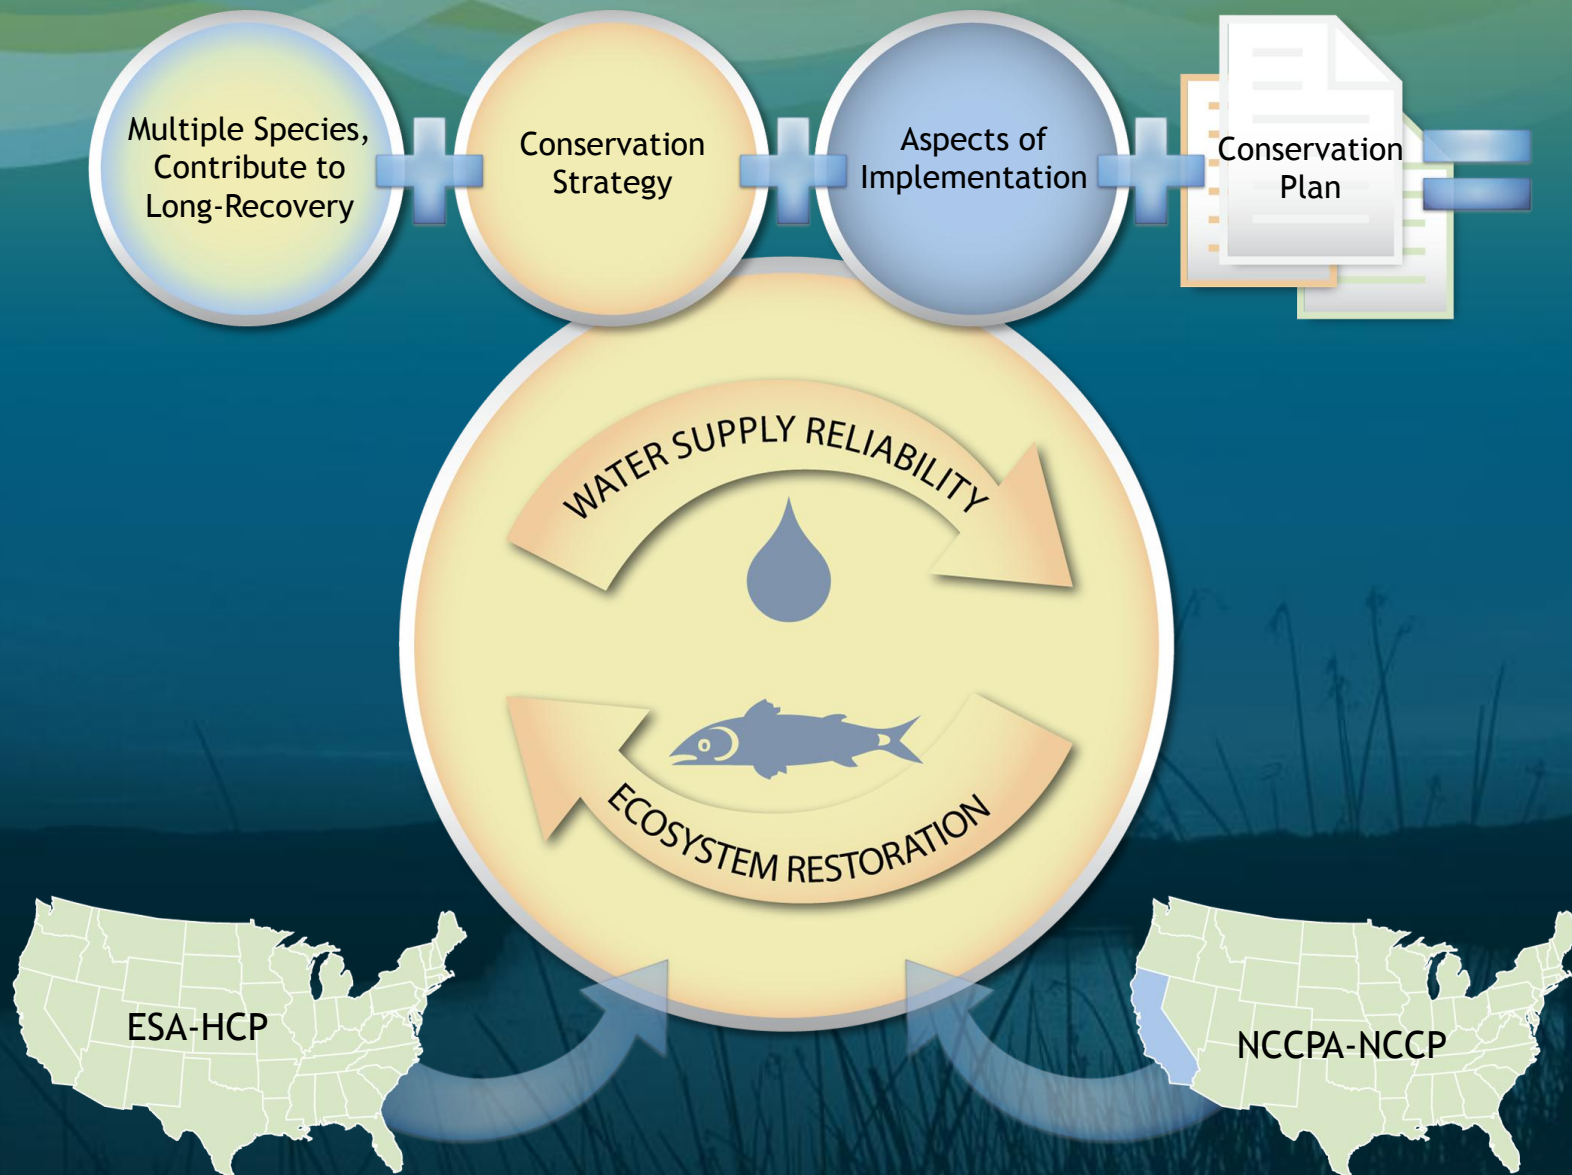 Multiple Species,
Contribute to
Long-Recovery
Conservation
Strategy
Aspects of
Implementation
Conservation
Plan
WATER SUPPLY RELIABILITY
ECOSYSTEM RESTORATION
ESA-HCP
NCCPA-NCCP